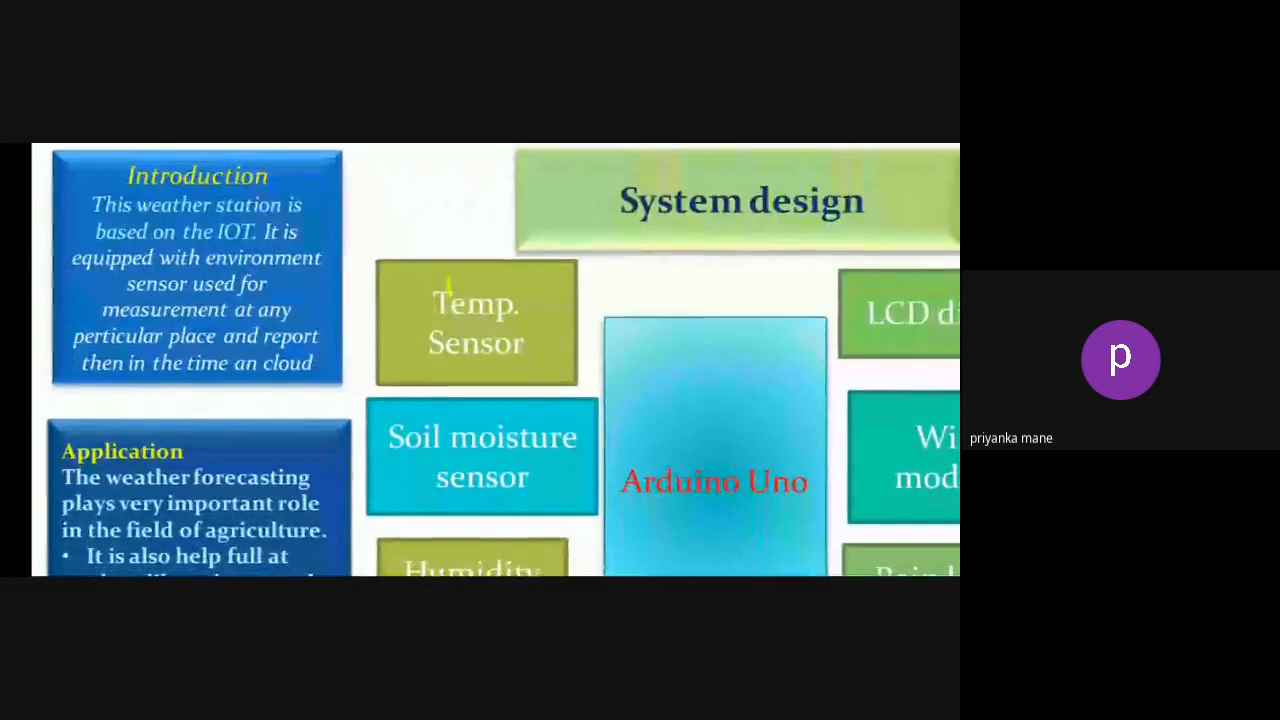 Introduction
This weather station is
based on the IOT. It is
equipped with environment
sensor used for
measurement at any
perticular place and report
then in the time an cloud
Application
The weather forecasting
plays very important role
in the field of agriculture.
• It is also help full at
System design
Temp.
Sensor
Soil moisture
sensor
Humidity
Arduino Uno
LCD
p
priyanka mane